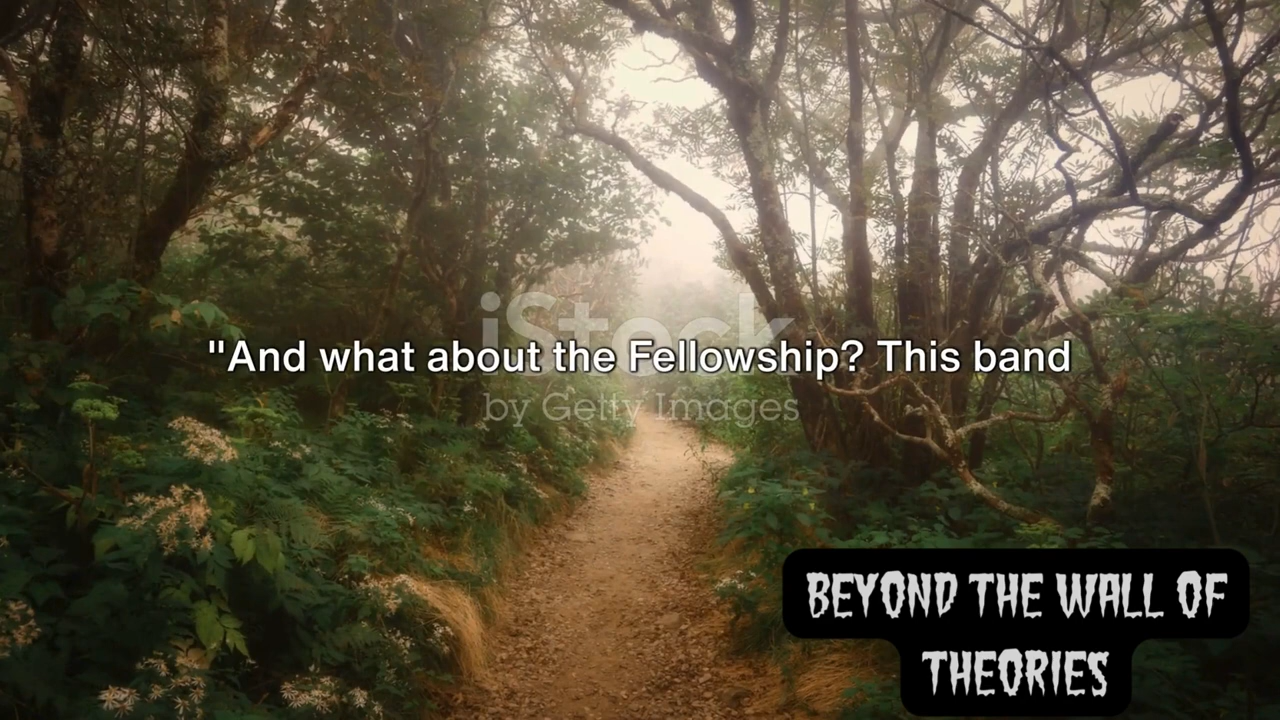 iStock
"And what about the Fellowship? This band
by Getty Images
BEYOND THE WALL OF
THEORIES